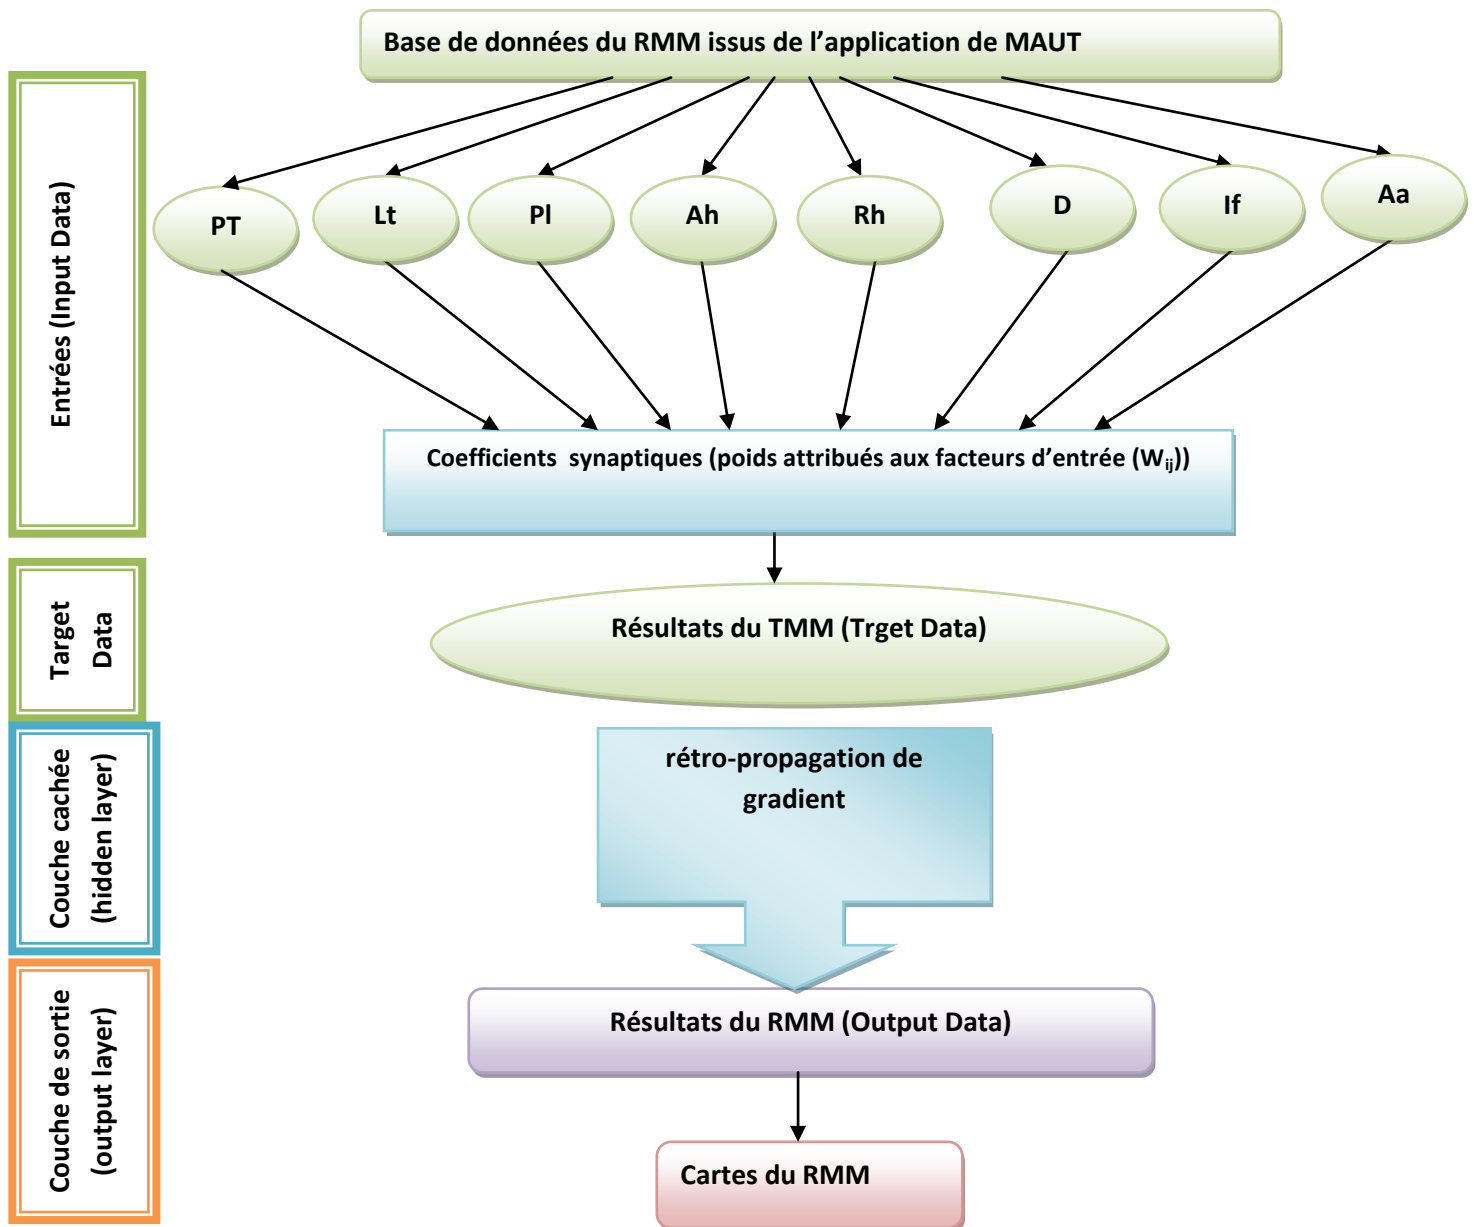 Base de données du RMM issus de l’application de MAUT
Entrées (Input Data)
PT
Lt
Pl
Ah
Rh
D
If
Aa
Coefficients synaptiques (poids attribués aux facteurs d’entrée (Wij))
Target
Data
Résultats du TMM (Trget Data)
Couche cachée
(hidden layer)
rétro-propagation de
gradient
Couche de sortie
(output layer)
Résultats du RMM (Output Data)
Cartes du RMM